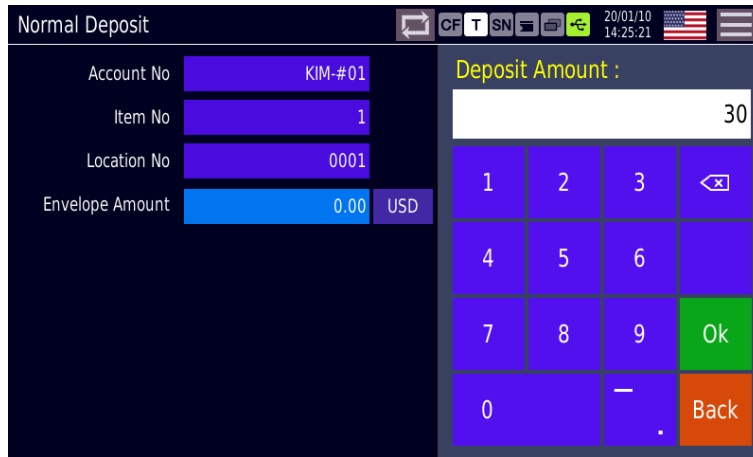 Normal Deposit
CF T SN
20/01/10
14:25:21
Account No KIM-#01
Item No 1
Location No 0001
Envelope Amount 0.00 USD
Deposit Amount :
30
1 2 3
4 5 6
7 8 9 Ok
0 — . Back